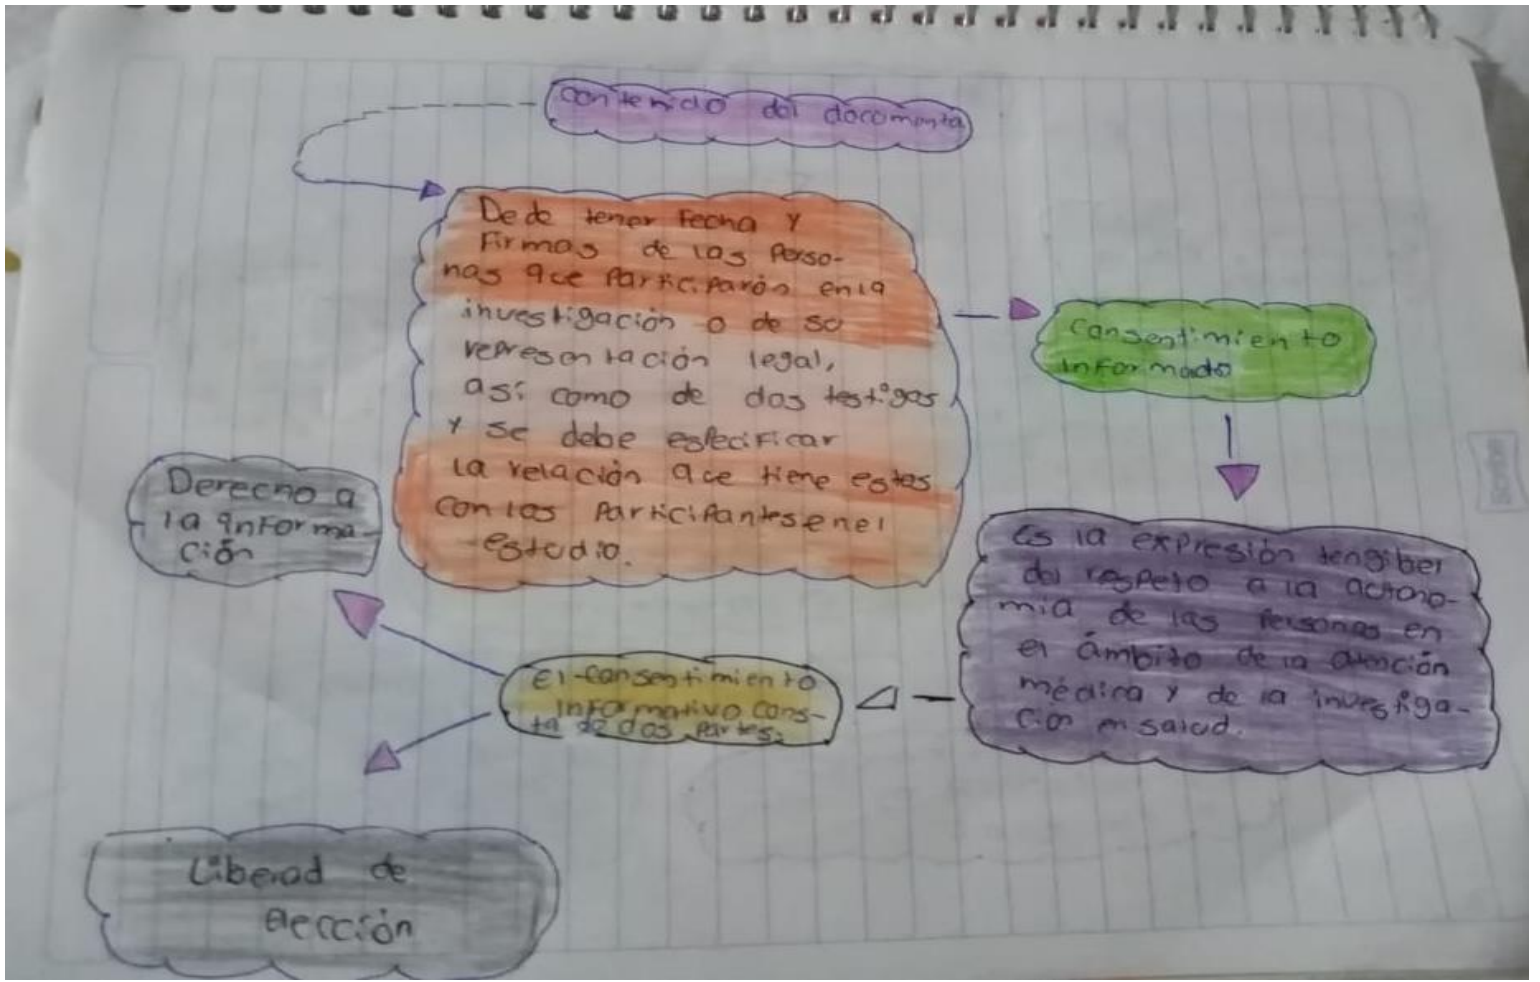 contenido del documento
Dede tener Fecha y
Firmas de las perso-
nas que participarón en la
investigación o de su
representación legal,
así como de dos testigos
y se debe especificar
la relación que tiene estos
con los participantes en el
estudio.
consentimiento
informado
Es la expresión tengiber
del respeto a la autono-
mia de las personas en
el ámbito de la atención
médica y de la investiga-
ción en salud.
El consentimiento
informativo cons-
ta de dos partes:
Derecho a
la informa-
ción
Liberad de
elección